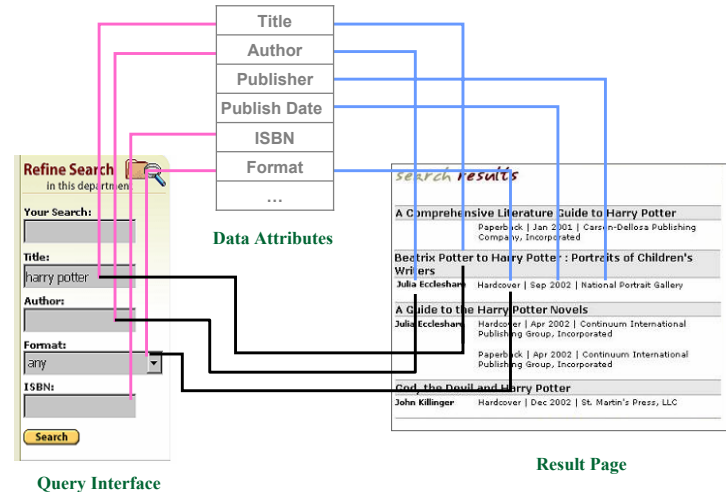 Title
Author
Publisher
Publish Date
ISBN
Format
...
Data Attributes
Refine Search
in this department
Your Search:
Title:
harry potter
Author:
Format:
any
ISBN:
Search
Query Interface
search results
A Comprehensive Literature Guide to Harry Potter
Paperback | Jan 2001 | Carson-Dellosa Publishing
Company, Incorporated
Beatrix Potter to Harry Potter : Portraits of Children's
Writers
Julia Eccleshare Hardcover | Sep 2002 | National Portrait Gallery
A Guide to the Harry Potter Novels
Julia Eccleshare Hardcover | Apr 2002 | Continuum International
Publishing Group, Incorporated
Paperback | Apr 2002 | Continuum International
Publishing Group, Incorporated
God, the Devil and Harry Potter
John Killinger Hardcover | Dec 2002 | St. Martin's Press, LLC
Result Page